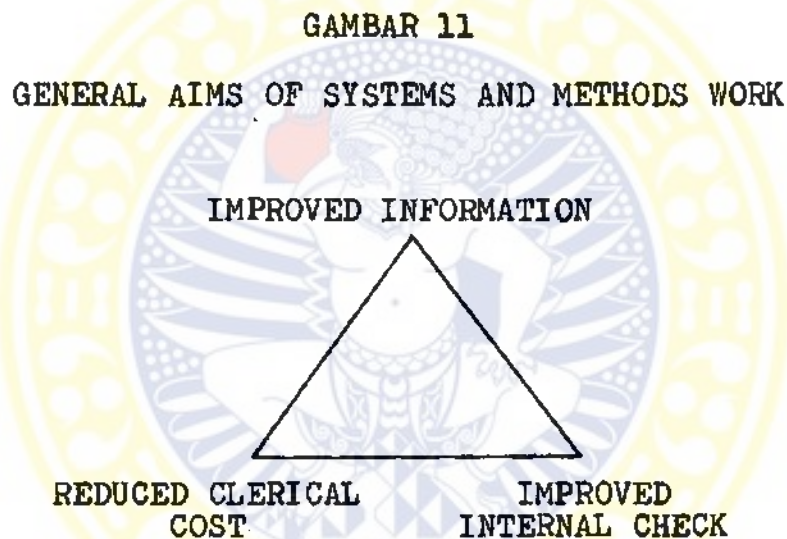 GAMBAR 11
GENERAL AIMS OF SYSTEMS AND METHODS WORK
IMPROVED INFORMATION
REDUCED CLERICAL
COST
IMPROVED
INTERNAL CHECK